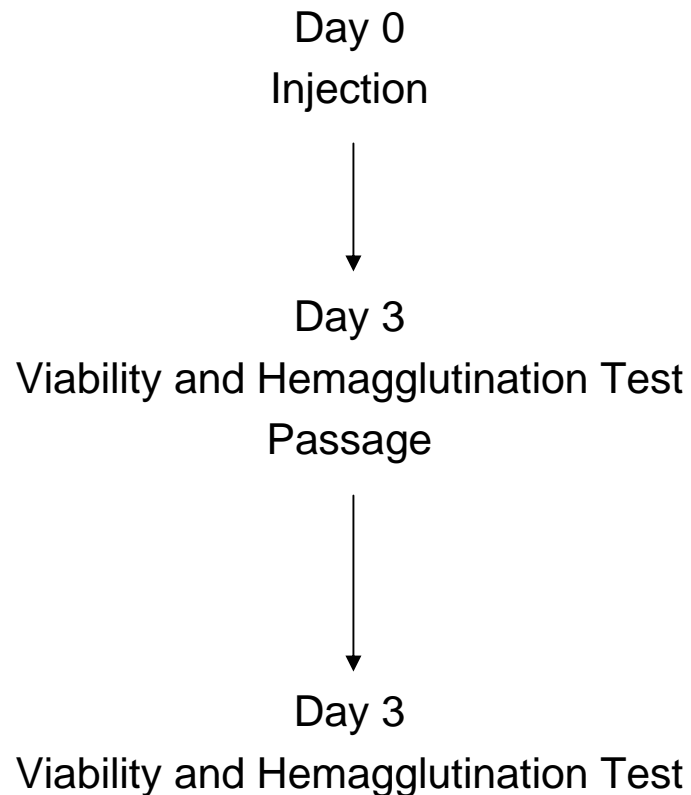 Day 0
Injection
Day 3
Viability and Hemagglutination Test
Passage
Day 3
Viability and Hemagglutination Test